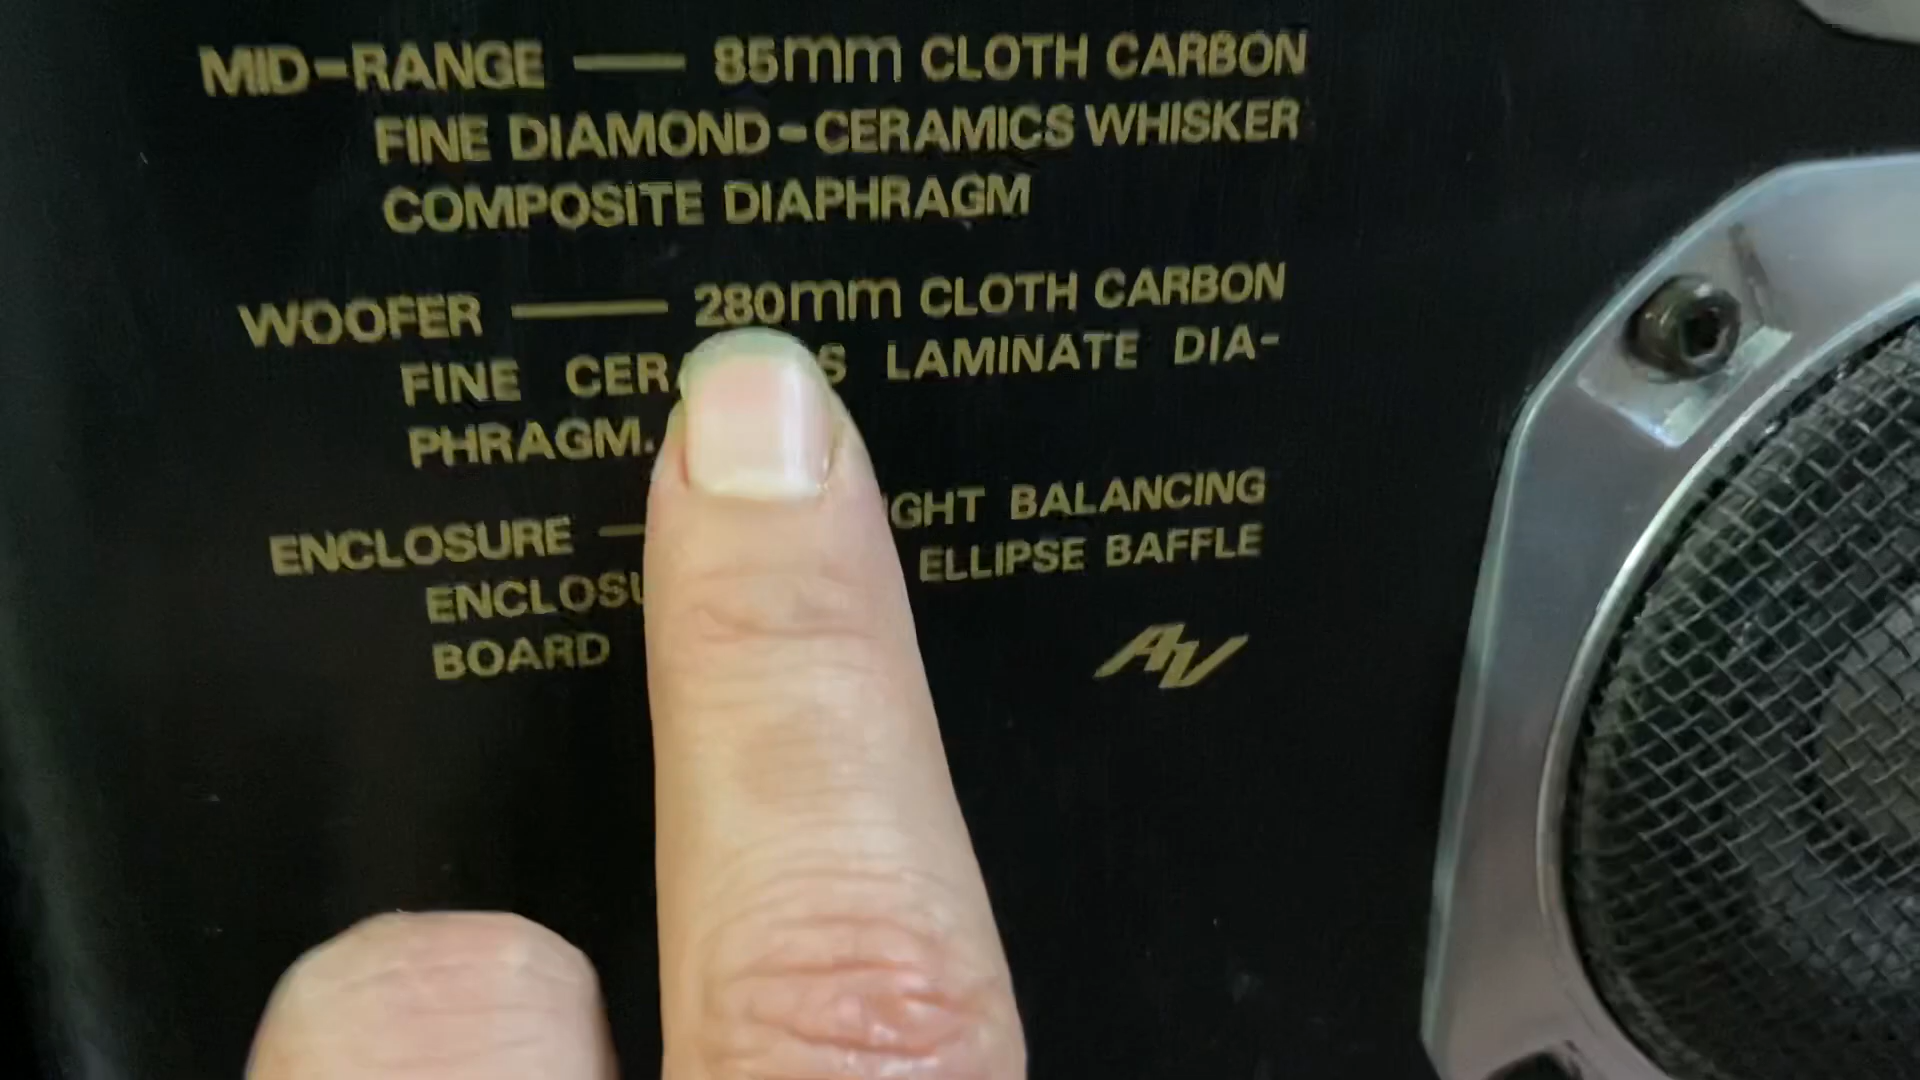 MID-RANGE — 85mm CLOTH CARBON
FINE DIAMOND-CERAMICS WHISKER
COMPOSITE DIAPHRAGM
WOOFER — 280mm CLOTH CARBON
FINE LAMINATE DIA-
PHRAGM.
ENCLOSURE — BALANCING
ELLIPSE BAFFLE
BOARD
AV